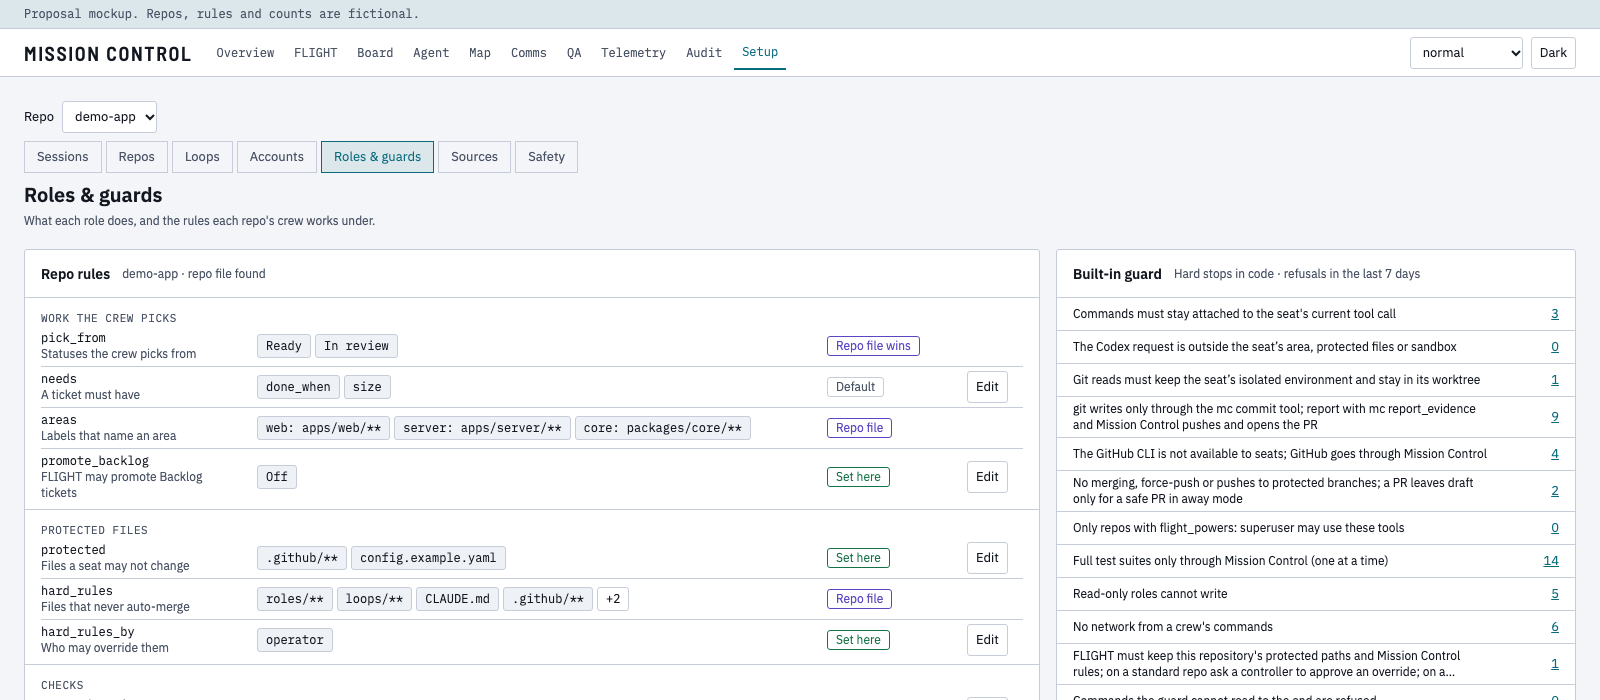 Proposal mockup. Repos, rules and counts are fictional.
MISSION CONTROL Overview FLIGHT Board Agent Map Comms QA Telemetry Audit Setup normal Dark
Repo demo-app
Sessions Repos Loops Accounts Roles & guards Sources Safety
Roles & guards
What each role does, and the rules each repo's crew works under.
Repo rules demo-app · repo file found
WORK THE CREW PICKS
pick_from
Statuses the crew picks from
Ready In review Repo file wins
needs
A ticket must have
done_when size Default Edit
areas
Labels that name an area
web: apps/web/** server: apps/server/** core: packages/core/** Repo file
promote_backlog
FLIGHT may promote Backlog
tickets
Off Set here Edit
PROTECTED FILES
protected
Files a seat may not change
.github/** config.example.yaml Set here Edit
hard_rules
Files that never auto-merge
roles/** loops/** CLAUDE.md .github/** +2 Repo file
hard_rules_by
Who may override them
operator Set here Edit
CHECKS
Built-in guard Hard stops in code · refusals in the last 7 days
Commands must stay attached to the seat's current tool call 3
The Codex request is outside the seat’s area, protected files or sandbox 0
Git reads must keep the seat’s isolated environment and stay in its worktree 1
git writes only through the mc commit tool; report with mc report_evidence
and Mission Control pushes and opens the PR 9
The GitHub CLI is not available to seats; GitHub goes through Mission Control 4
No merging, force-push or pushes to protected branches; a PR leaves draft
only for a safe PR in away mode 2
Only repos with flight_powers: superuser may use these tools 0
Full test suites only through Mission Control (one at a time) 14
Read-only roles cannot write 5
No network from a crew's commands 6
FLIGHT must keep this repository's protected paths and Mission Control
rules; on a standard repo ask a controller to approve an override; on a... 1
Commands the guard cannot read to the end are refused 0